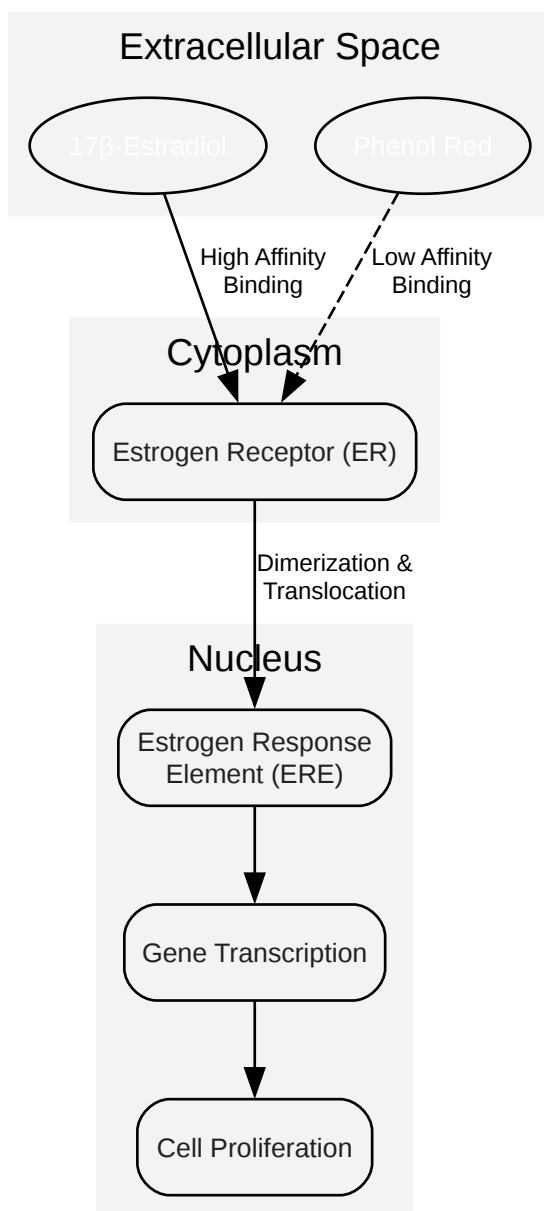 Extracellular Space
17β-Estradiol
Phenol Red
High Affinity
Binding
Low Affinity
Binding
Cytoplasm
Estrogen Receptor (ER)
Dimerization &
Translocation
Nucleus
Estrogen Response
Element (ERE)
Gene Transcription
Cell Proliferation